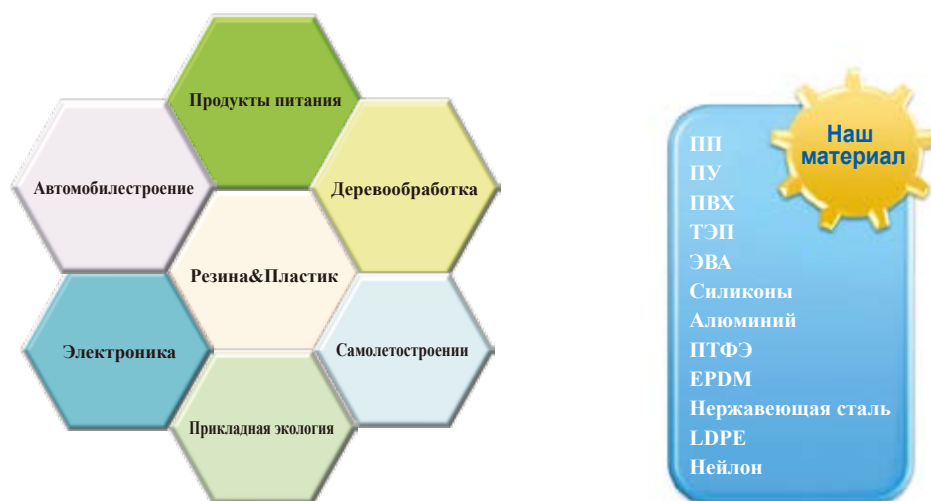 Продукты питания
Автомобилестроение
Деревообработка
Резина&Пластик
Электроника
Самолетостроении
Прикладная экология
Наш
материал
ПП
ПУ
ПВХ
ТЭП
ЭВА
Силиконы
Алюминий
ПТФЭ
EPDM
Нержавеющая сталь
LDPE
Нейлон